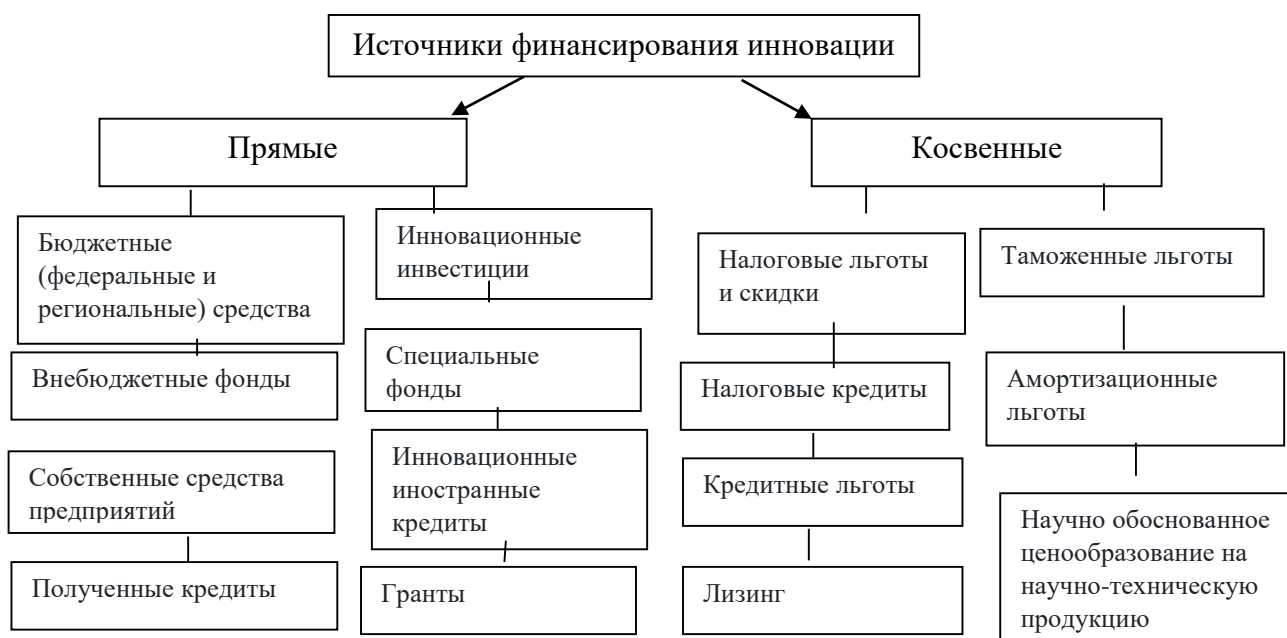 Источники финансирования инновации
Прямые
Косвенные
Бюджетные
(федеральные и
региональные) средства
Внебюджетные фонды
Собственные средства
предприятий
Полученные кредиты
Инновационные
инвестиции
Специальные
фонды
Инновационные
иностранные
кредиты
Гранты
Налоговые льготы
и скидки
Налоговые кредиты
Кредитные льготы
Лизинг
Таможенные льготы
Амортизационные
льготы
Научно обоснованное
ценообразование на
научно-техническую
продукцию